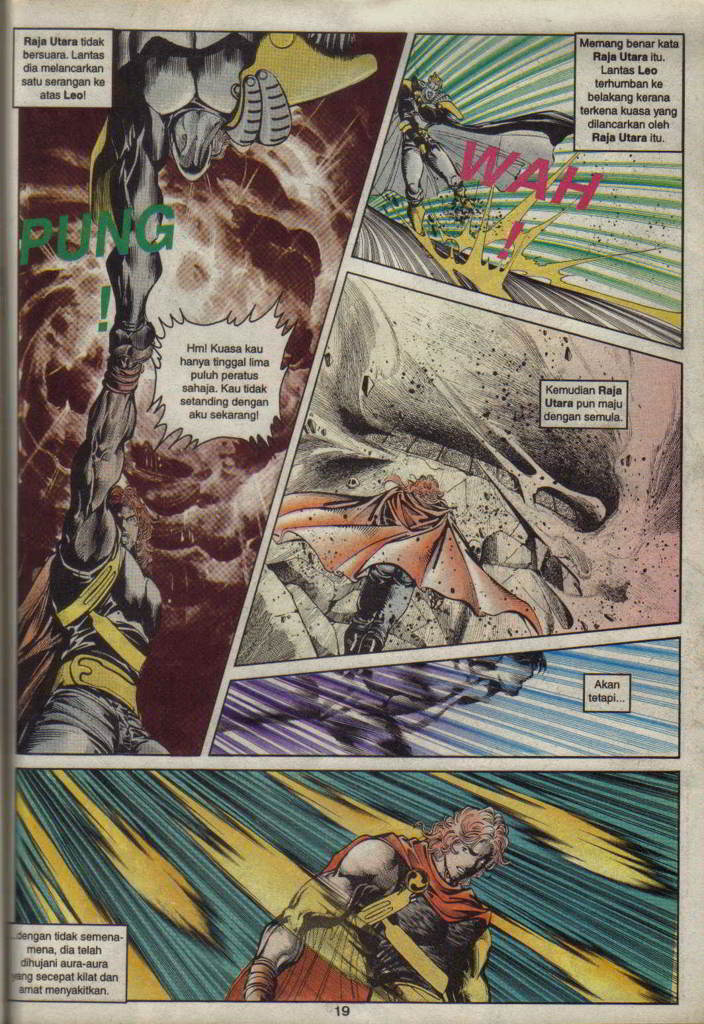 Raja Utara tidak
bersuara. Lantas
dia melancarkan
satu serangan ke
atas Leo!
PUNG
!
Hm! Kuasa kau
hanya tinggal lima
puluh peratus
sahaja. Kau tidak
setanding dengan
aku sekarang!
Memang benar kata
Raja Utara itu.
Lantas Leo
terhumban ke
belakang kerana
terkena kuasa yang
dilancarkan oleh
Raja Utara itu.
WAH
!
Kemudian Raja
Utara pun maju
dengan semula.
Akan
tetapi...
...dengan tidak semena-
mena, dia telah
dihujani aura-aura
yang secepat kilat dan
amat menyakitkan.
19